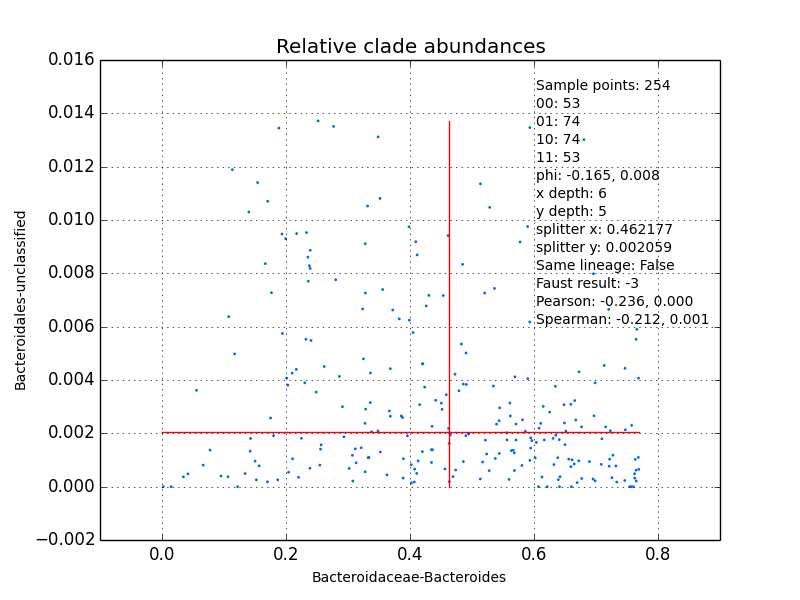 Relative clade abundances
0.016
0.014
0.012
0.010
0.008
0.006
0.004
0.002
0.000
−0.002
Bacteroidales-unclassified
Sample points: 254
00: 53
01: 74
10: 74
11: 53
phi: -0.165, 0.008
x depth: 6
y depth: 5
splitter x: 0.462177
splitter y: 0.002059
Same lineage: False
Faust result: -3
Pearson: -0.236, 0.000
Spearman: -0.212, 0.001
0.0 0.2 0.4 0.6 0.8
Bacteroidaceae-Bacteroides